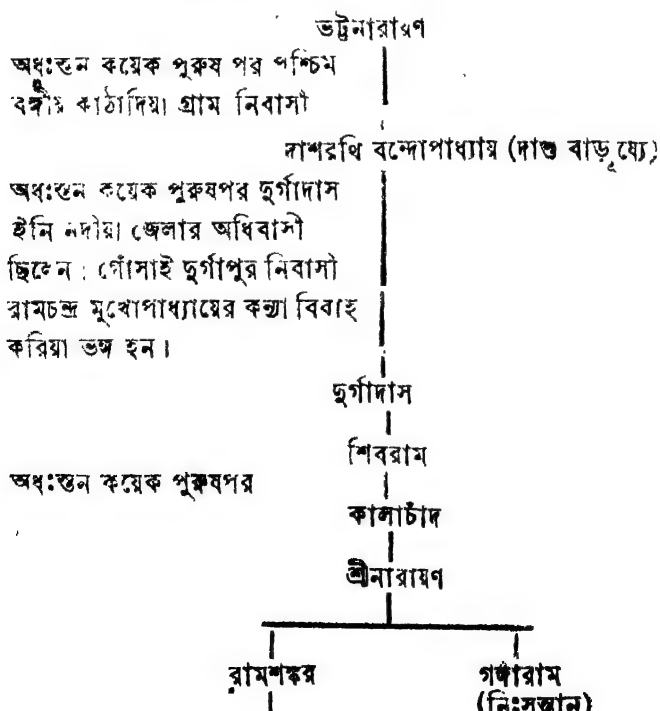 ভট্টনারায়ণ
অধঃস্তন কয়েক পুরুষ পর পশ্চিম
বঙ্গীয় কাঠাদিয়া গ্রাম নিবাসী
দাশরথি বন্দোপাধ্যায় (দাশু বাড়ুয্যে)
অধঃস্তন কয়েক পুরুষপর দুর্গাদাস
ইনি নদীয়া জেলার অধিবাসী
ছিলেন ; গোঁসাই দুর্গাপুর নিবাসী
রামচন্দ্র মুখোপাধ্যায়ের কন্যা বিবাহ
করিয়া ভঙ্গ হন।
দুর্গাদাস
শিবরাম
অধঃস্তন কয়েক পুরুষপর
কালাচাঁদ
শ্রীনারায়ণ
রামশঙ্কর গঙ্গারাম
(নিঃসন্তান)